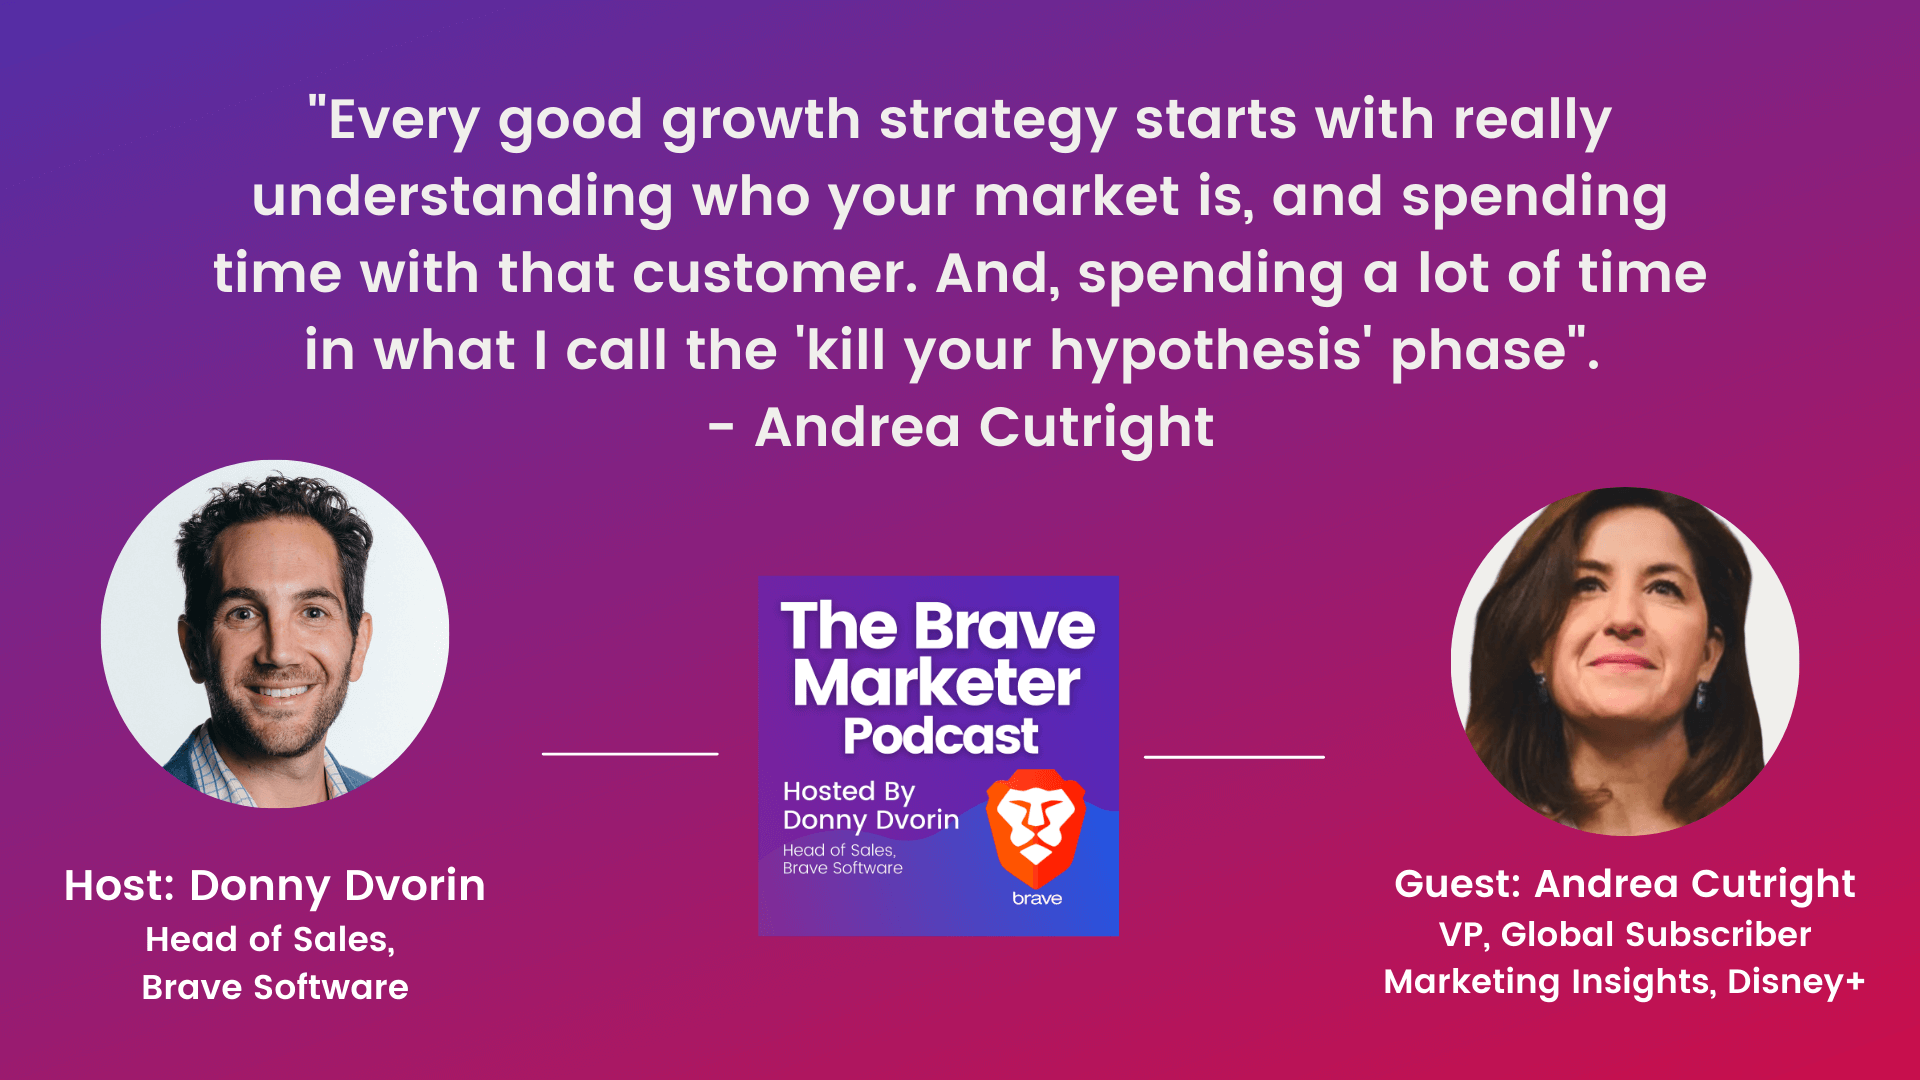 "Every good growth strategy starts with really
understanding who your market is, and spending
time with that customer. And, spending a lot of time
in what I call the 'kill your hypothesis' phase".
- Andrea Cutright
The Brave
Marketer
Podcast
Hosted By
Donny Dvorin
Head of Sales,
Brave Software
brave
Host: Donny Dvorin
Head of Sales,
Brave Software
Guest: Andrea Cutright
VP, Global Subscriber
Marketing Insights, Disney+